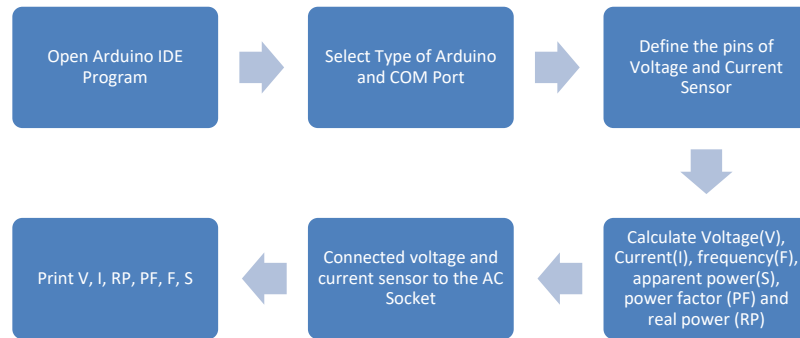 Open Arduino IDE
Program
Select Type of Arduino
and COM Port
Define the pins of
Voltage and Current
Sensor
Calculate Voltage(V),
Current(I), frequency(F),
apparent power(S),
power factor (PF) and
real power (RP)
Connected voltage and
current sensor to the AC
Socket
Print V, I, RP, PF, F, S